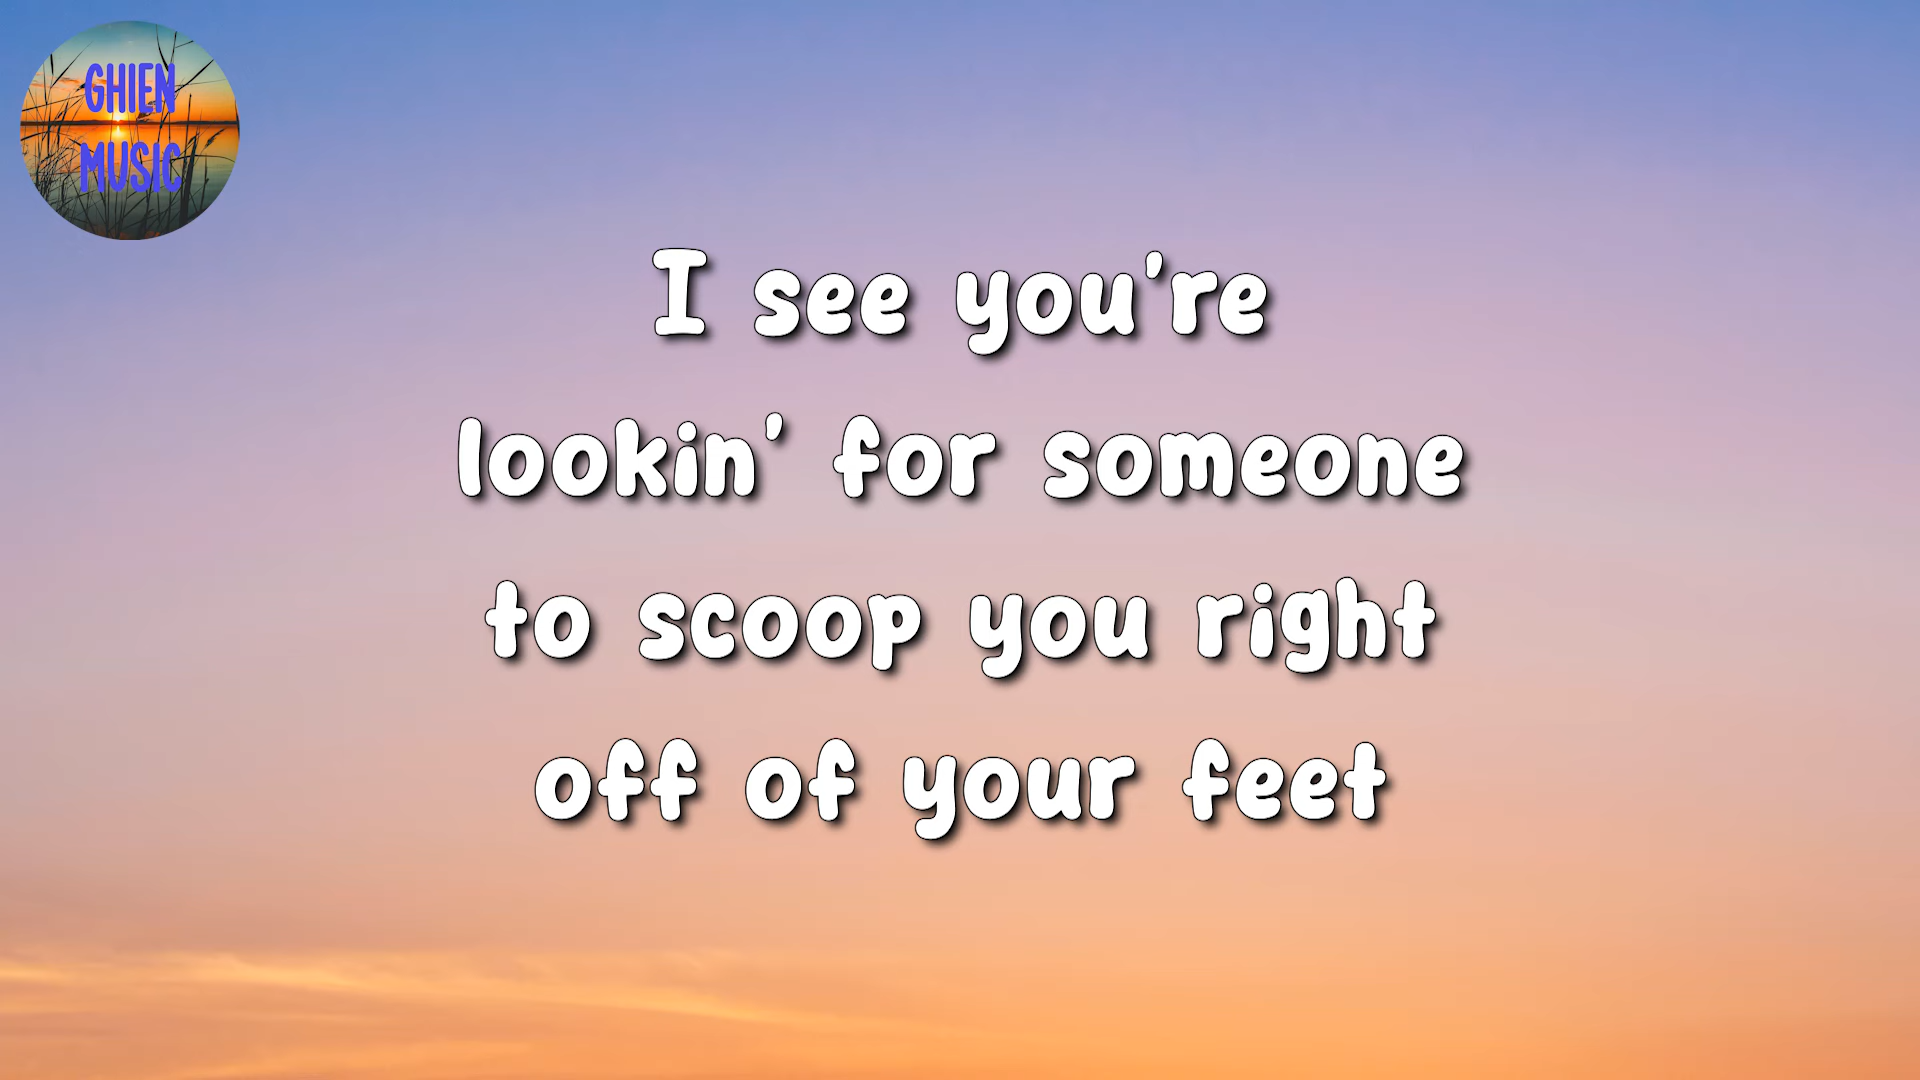 GHIEN
MUSIC
I see you're
lookin' for someone
to scoop you right
off of your feet